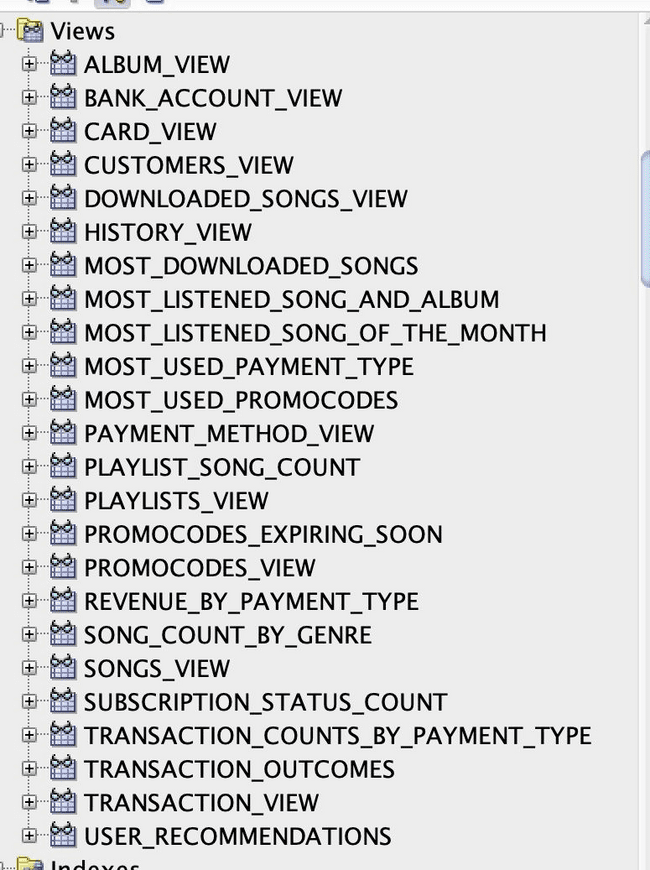 Views
ALBUM_VIEW
BANK_ACCOUNT_VIEW
CARD_VIEW
CUSTOMERS_VIEW
DOWNLOADED_SONGS_VIEW
HISTORY_VIEW
MOST_DOWNLOADED_SONGS
MOST_LISTENED_SONG_AND_ALBUM
MOST_LISTENED_SONG_OF_THE_MONTH
MOST_USED_PAYMENT_TYPE
MOST_USED_PROMOCODES
PAYMENT_METHOD_VIEW
PLAYLIST_SONG_COUNT
PLAYLISTS_VIEW
PROMOCODES_EXPIRING_SOON
PROMOCODES_VIEW
REVENUE_BY_PAYMENT_TYPE
SONG_COUNT_BY_GENRE
SONGS_VIEW
SUBSCRIPTION_STATUS_COUNT
TRANSACTION_COUNTS_BY_PAYMENT_TYPE
TRANSACTION_OUTCOMES
TRANSACTION_VIEW
USER_RECOMMENDATIONS
Indexes